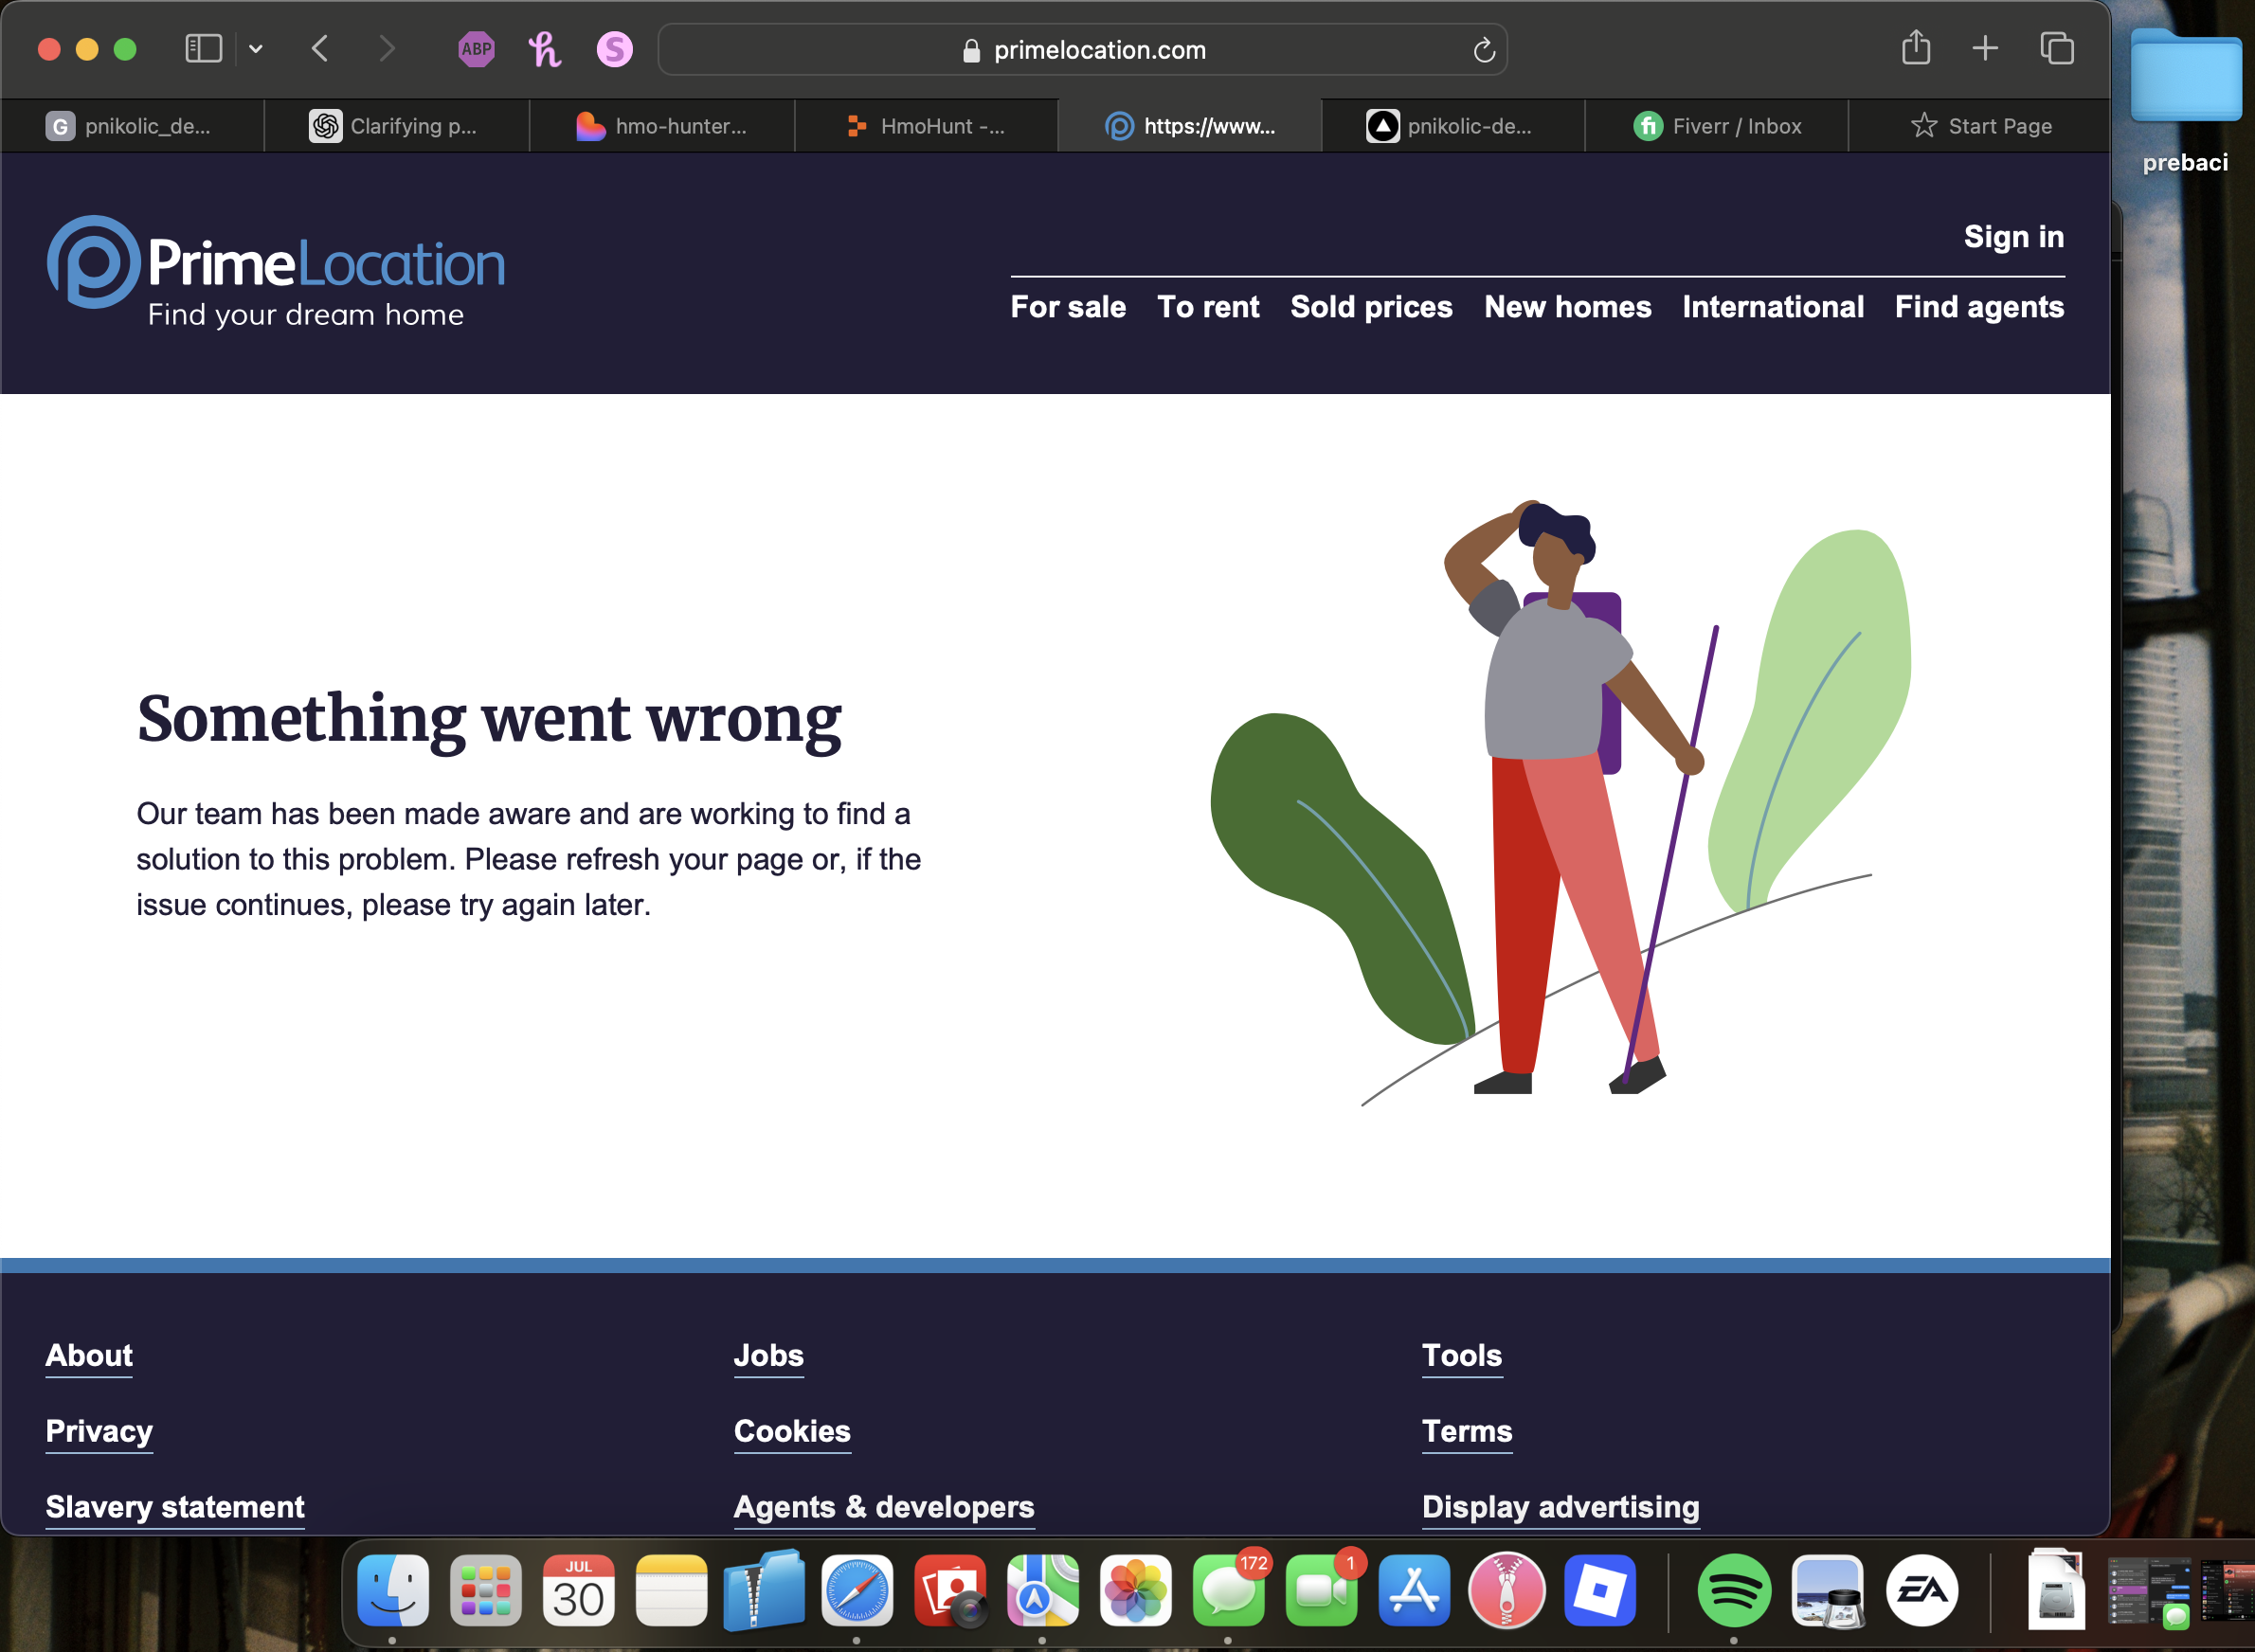 ABP
primelocation.com
G pnikolic_de...
Clarifying p...
hmo-hunter...
HmoHunt -...
https://www...
pnikolic-de...
fi Fiverr / Inbox
Start Page
prebaci
PrimeLocation
Find your dream home
Sign in
For sale To rent Sold prices New homes International Find agents
Something went wrong
Our team has been made aware and are working to find a
solution to this problem. Please refresh your page or, if the
issue continues, please try again later.
About Jobs Tools
Privacy Cookies Terms
Slavery statement Agents & developers Display advertising
JUL
30
172
1
EA